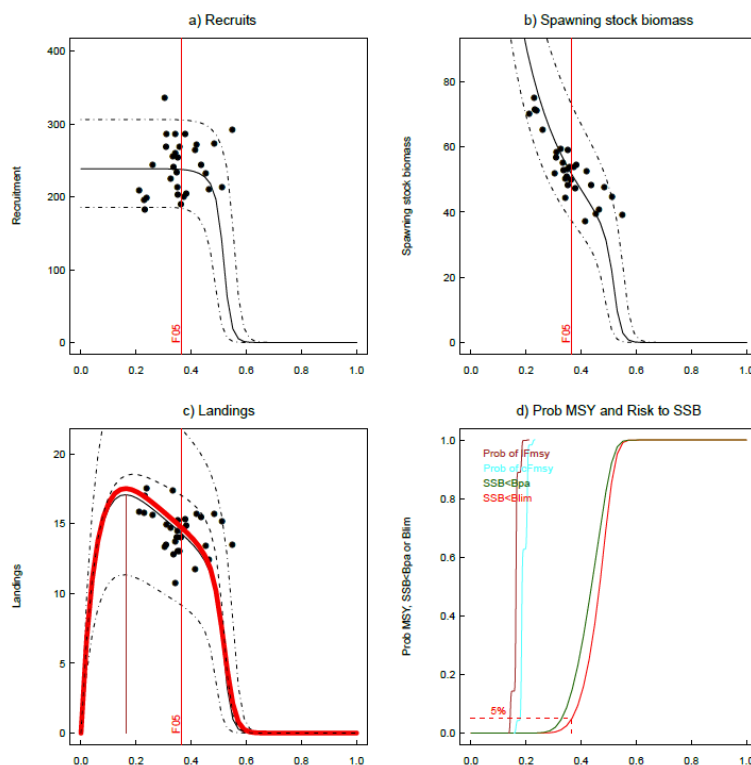 a) Recruits
400
300
200
100
0
Recruitment
F05
0.0 0.2 0.4 0.6 0.8 1.0
b) Spawning stock biomass
80
60
40
20
0
Spawning stock biomass
F05
0.0 0.2 0.4 0.6 0.8 1.0
c) Landings
20
15
10
5
0
Landings
F05
0.0 0.2 0.4 0.6 0.8 1.0
d) Prob MSY and Risk to SSB
1.0
0.8
0.6
0.4
0.2
0.0
Prob MSY, SSB<Bpa or Blim
Prob of lFmsy
Prob of cFmsy
SSB<Bpa
SSB<Blim
5%
0.0 0.2 0.4 0.6 0.8 1.0